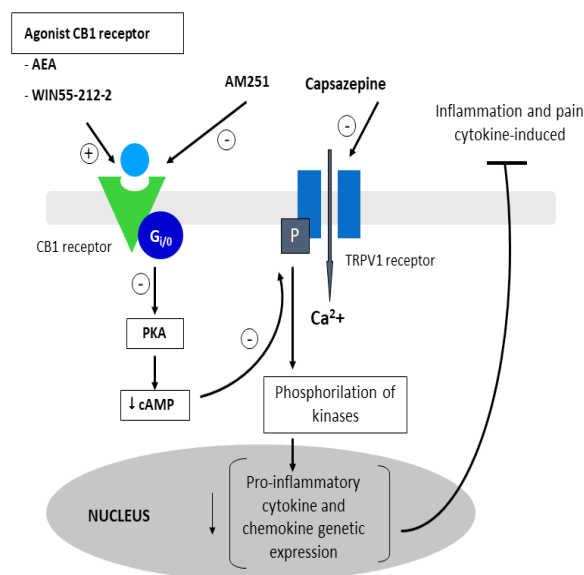 Agonist CB1 receptor
- AEA
- WIN55-212-2
AM251
Capsazepine
Inflammation and pain
cytokine-induced
+
-
-
Gi/0
CB1 receptor
P
TRPV1 receptor
-
Ca²+
PKA
-
↓ cAMP
Phosphorilation of
kinases
NUCLEUS
Pro-inflammatory
cytokine and
chemokine genetic
expression